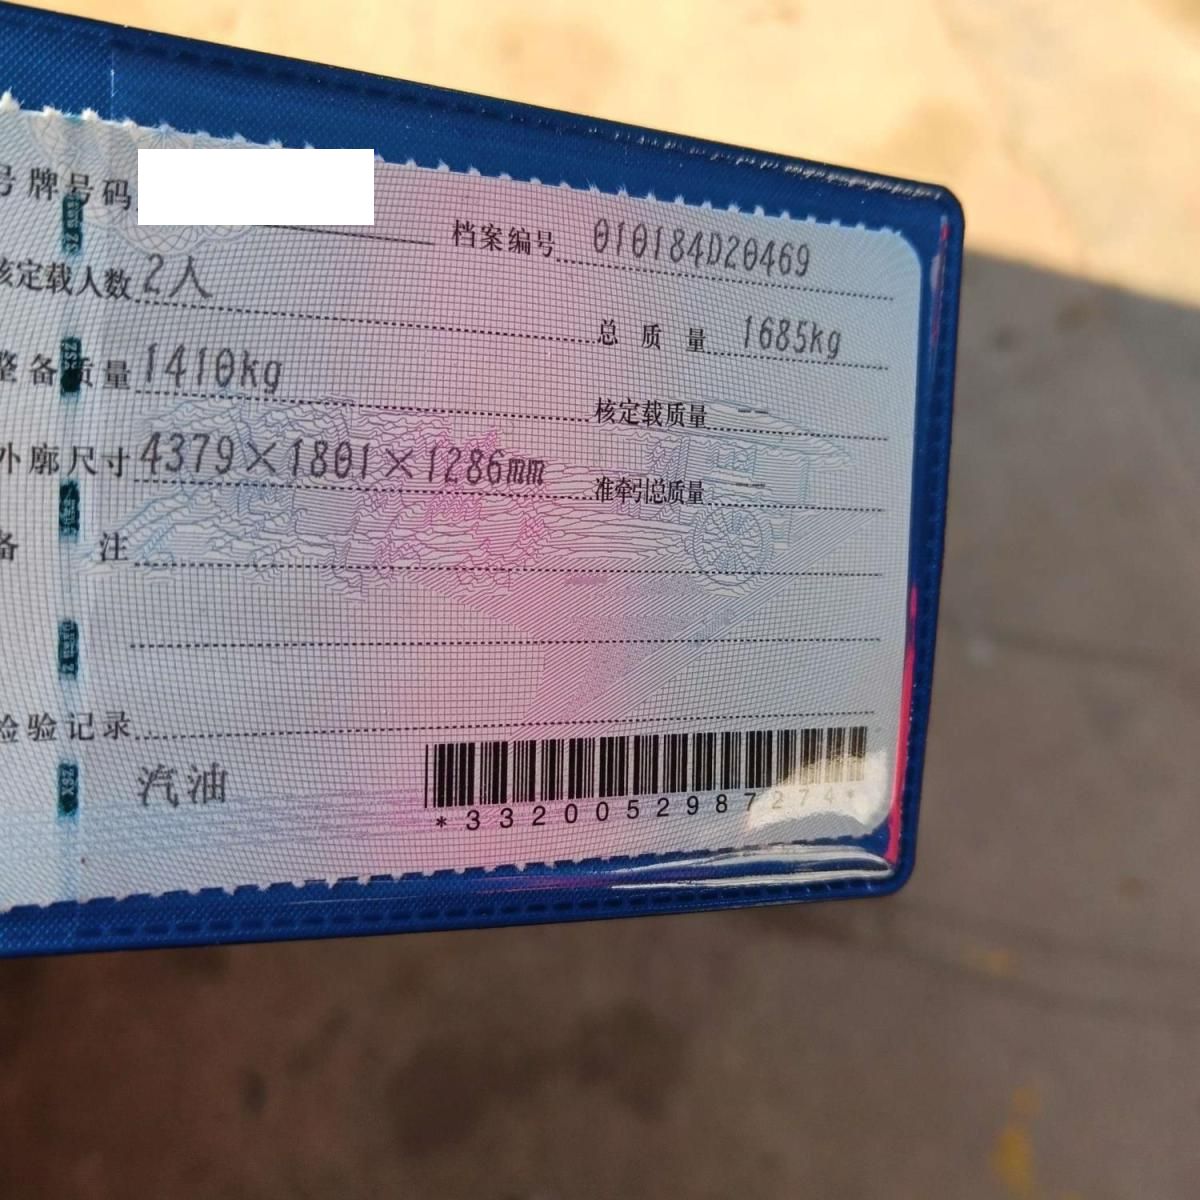 号牌号码
档案编号 010184D20469
核定载人数 2人
总质量 1685kg
整备质量 1410kg
核定载质量 --
外廓尺寸 4379×1801×1286mm
准牵引总质量 --
备注
检验记录
汽油
*3320052987274*